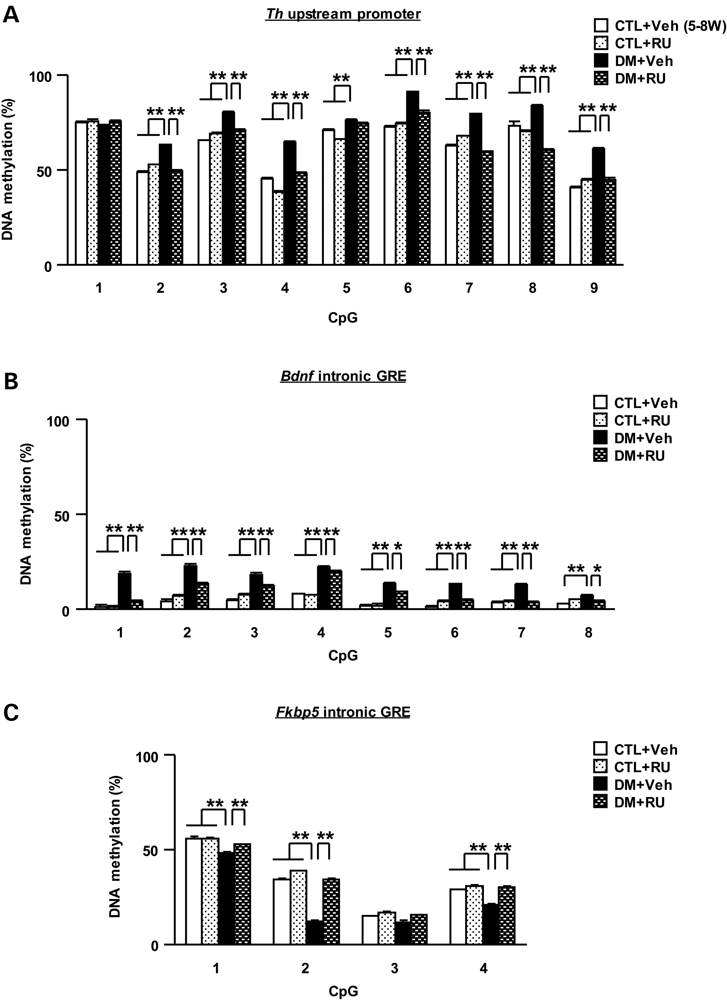 A
Th upstream promoter
CTL+Veh (5-8W)
CTL+RU
DM+Veh
DM+RU
** ** ** ** ** ** ** ** ** ** ** ** ** ** **
DNA methylation (%)
100
50
0
1 2 3 4 5 6 7 8 9
CpG
B
Bdnf intronic GRE
CTL+Veh
CTL+RU
DM+Veh
DM+RU
** ** ** ** ** ** ** ** ** * ** ** ** ** ** *
DNA methylation (%)
100
50
0
1 2 3 4 5 6 7 8
CpG
C
Fkbp5 intronic GRE
CTL+Veh
CTL+RU
DM+Veh
DM+RU
** ** ** ** ** **
DNA methylation (%)
100
50
0
1 2 3 4
CpG